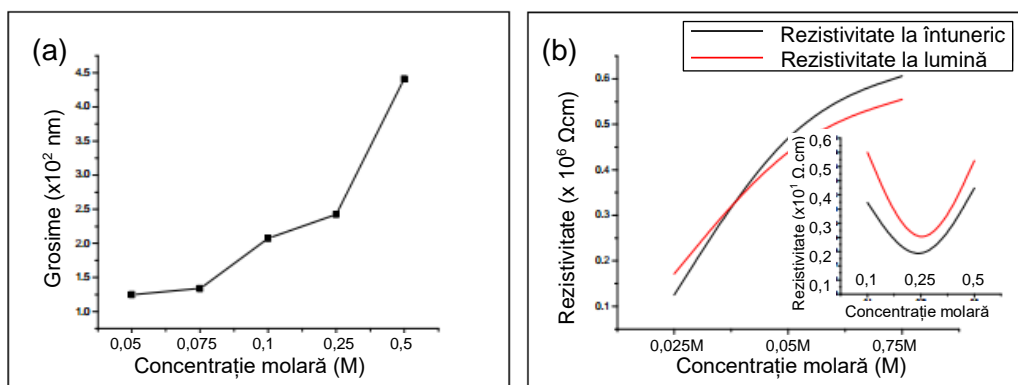 (a)
Grosime (x10² nm)
4.5
4.0
3.5
3.0
2.5
2.0
1.5
1.0
0,05 0,075 0,1 0,25 0,5
Concentrație molară (M)
(b)
Rezistivitate la întuneric
Rezistivitate la lumină
Rezistivitate (x 10⁶ Ωcm)
0.6
0.5
0.4
0.3
0.2
0.1
0,025M 0,05M 0,75M
Concentrație molară (M)
Rezistivitate (x10¹ Ω.cm)
0,6
0,5
0,4
0,3
0,2
0,1
0,1 0,25 0,5
Concentrație molară